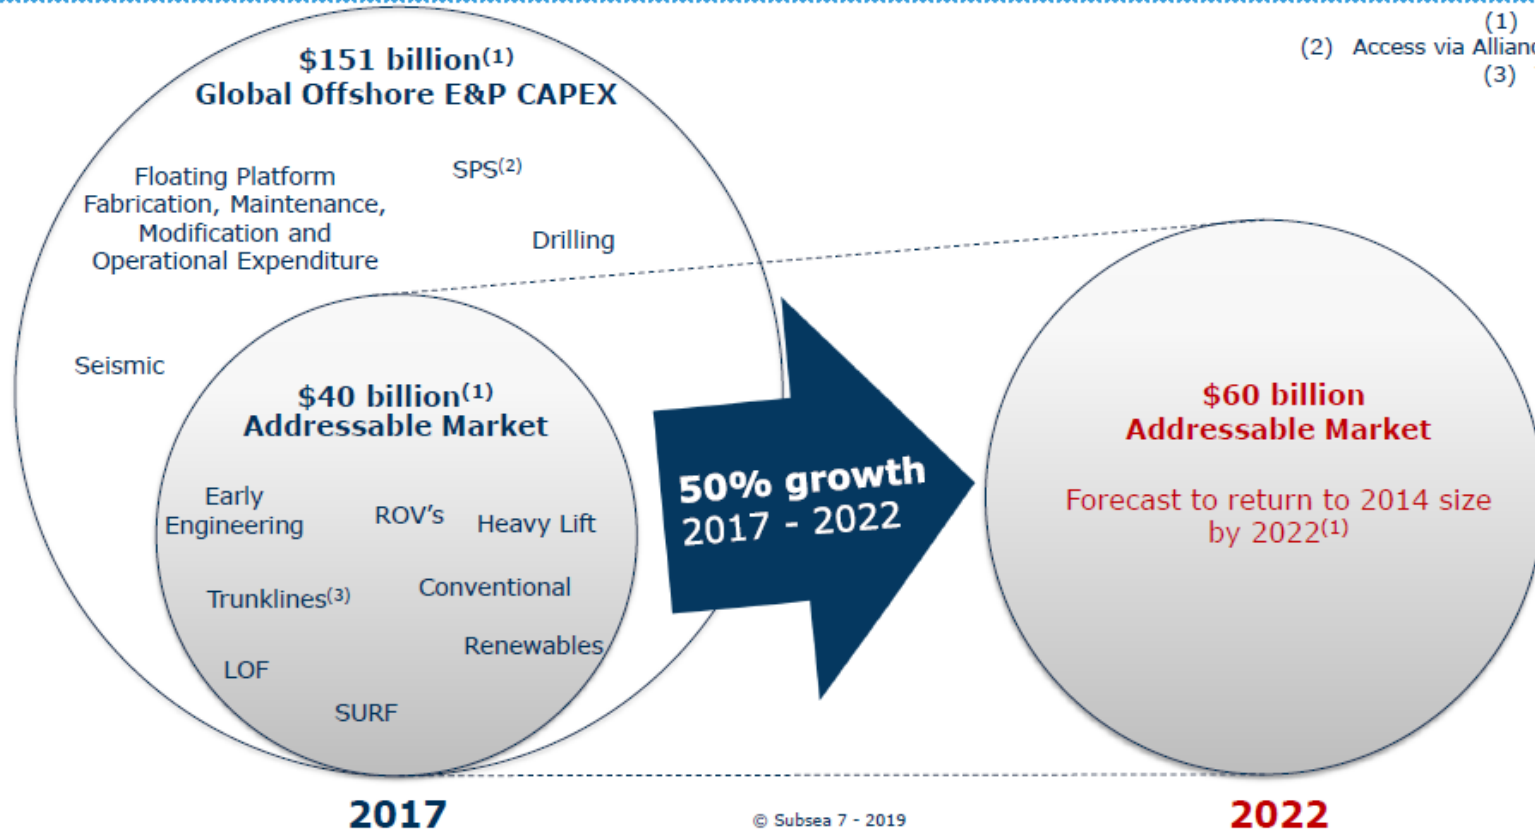 (1)
(2) Access via
(3)
$151 billion(1)
Global Offshore E&P CAPEX
Floating Platform
Fabrication, Maintenance,
Modification and
Operational Expenditure
SPS(2)
Drilling
Seismic
$40 billion(1)
Addressable Market
Early
Engineering
ROV's
Heavy Lift
Trunklines(3)
Conventional
Renewables
LOF
SURF
50% growth
2017 - 2022
$60 billion
Addressable Market
Forecast to return to 2014 size
by 2022(1)
2017
© Subsea 7 - 2019
2022